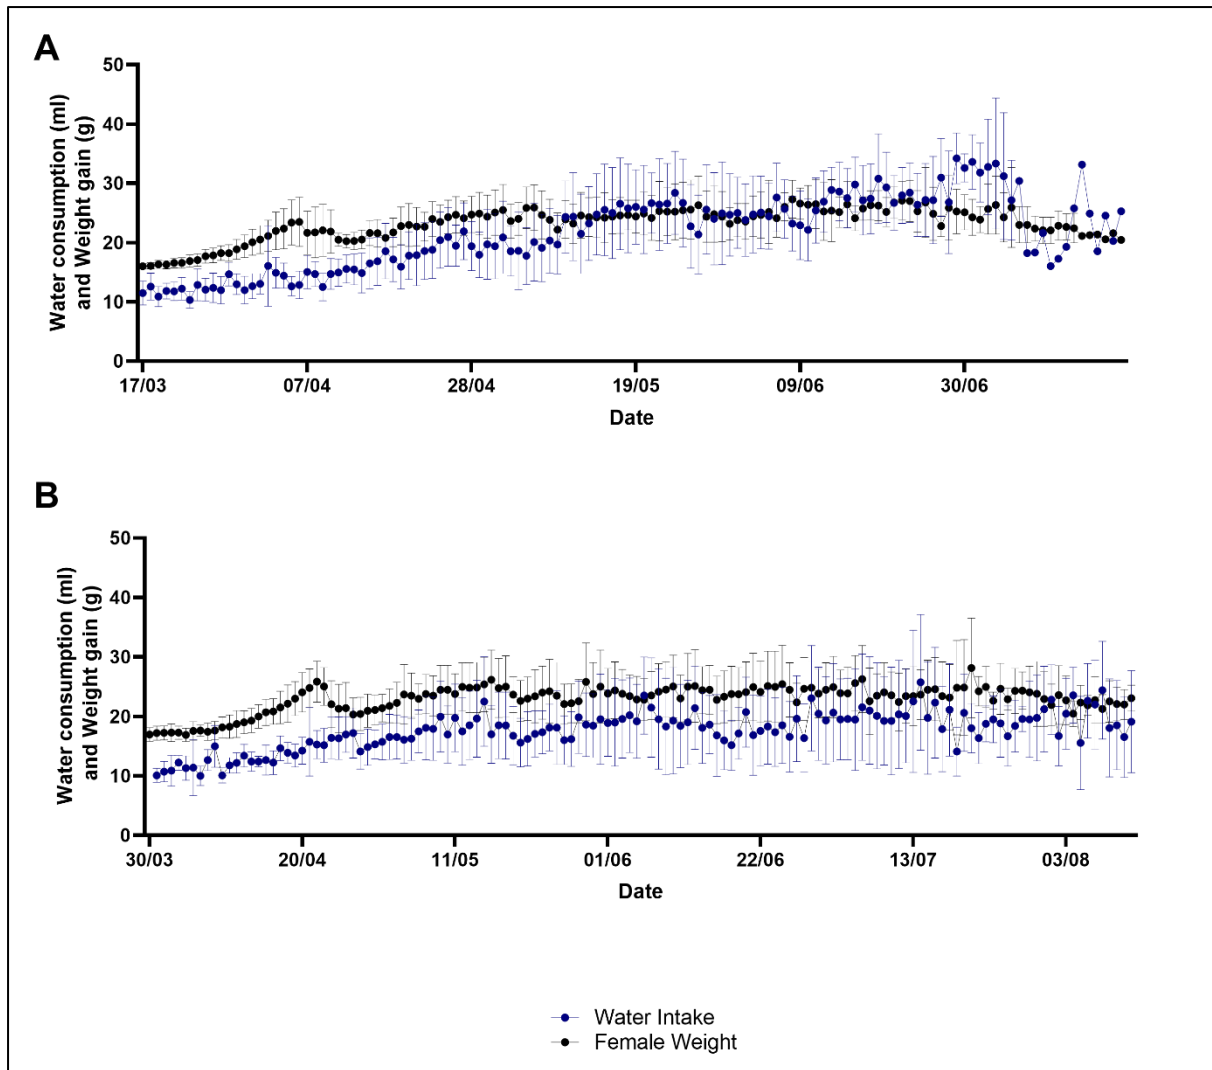 A
Water consumption (ml)
and Weight gain (g)
50
40
30
20
10
0
17/03 07/04 28/04 19/05 09/06 30/06
Date
B
Water consumption (ml)
and Weight gain (g)
50
40
30
20
10
0
30/03 20/04 11/05 01/06 22/06 13/07 03/08
Date
Water Intake
Female Weight